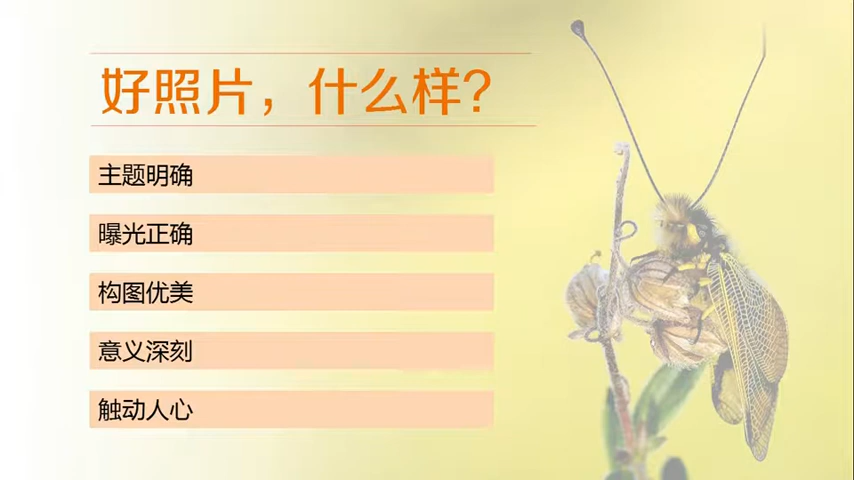 好照片，什么样？
主题明确
曝光正确
构图优美
意义深刻
触动人心